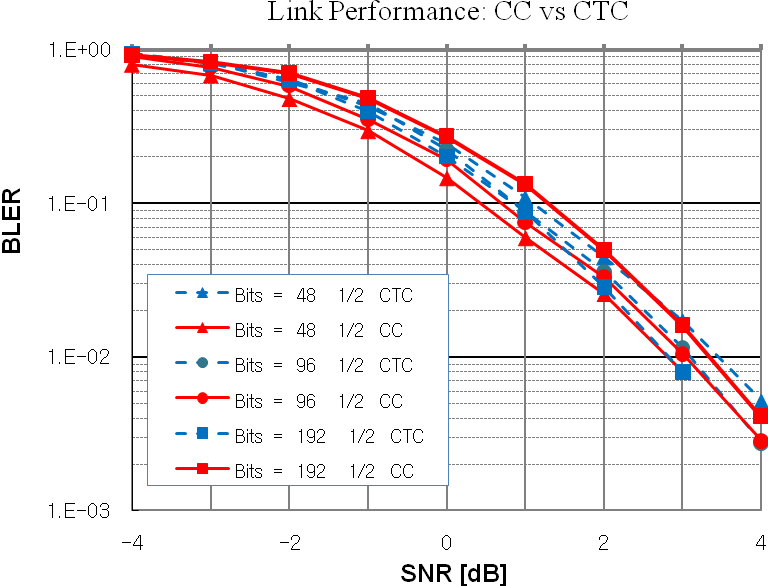 Link Performance: CC vs CTC
1.E+00
1.E-01
1.E-02
1.E-03
BLER
Bits = 48 1/2 CTC
Bits = 48 1/2 CC
Bits = 96 1/2 CTC
Bits = 96 1/2 CC
Bits = 192 1/2 CTC
Bits = 192 1/2 CC
-4 -2 0 2 4
SNR [dB]